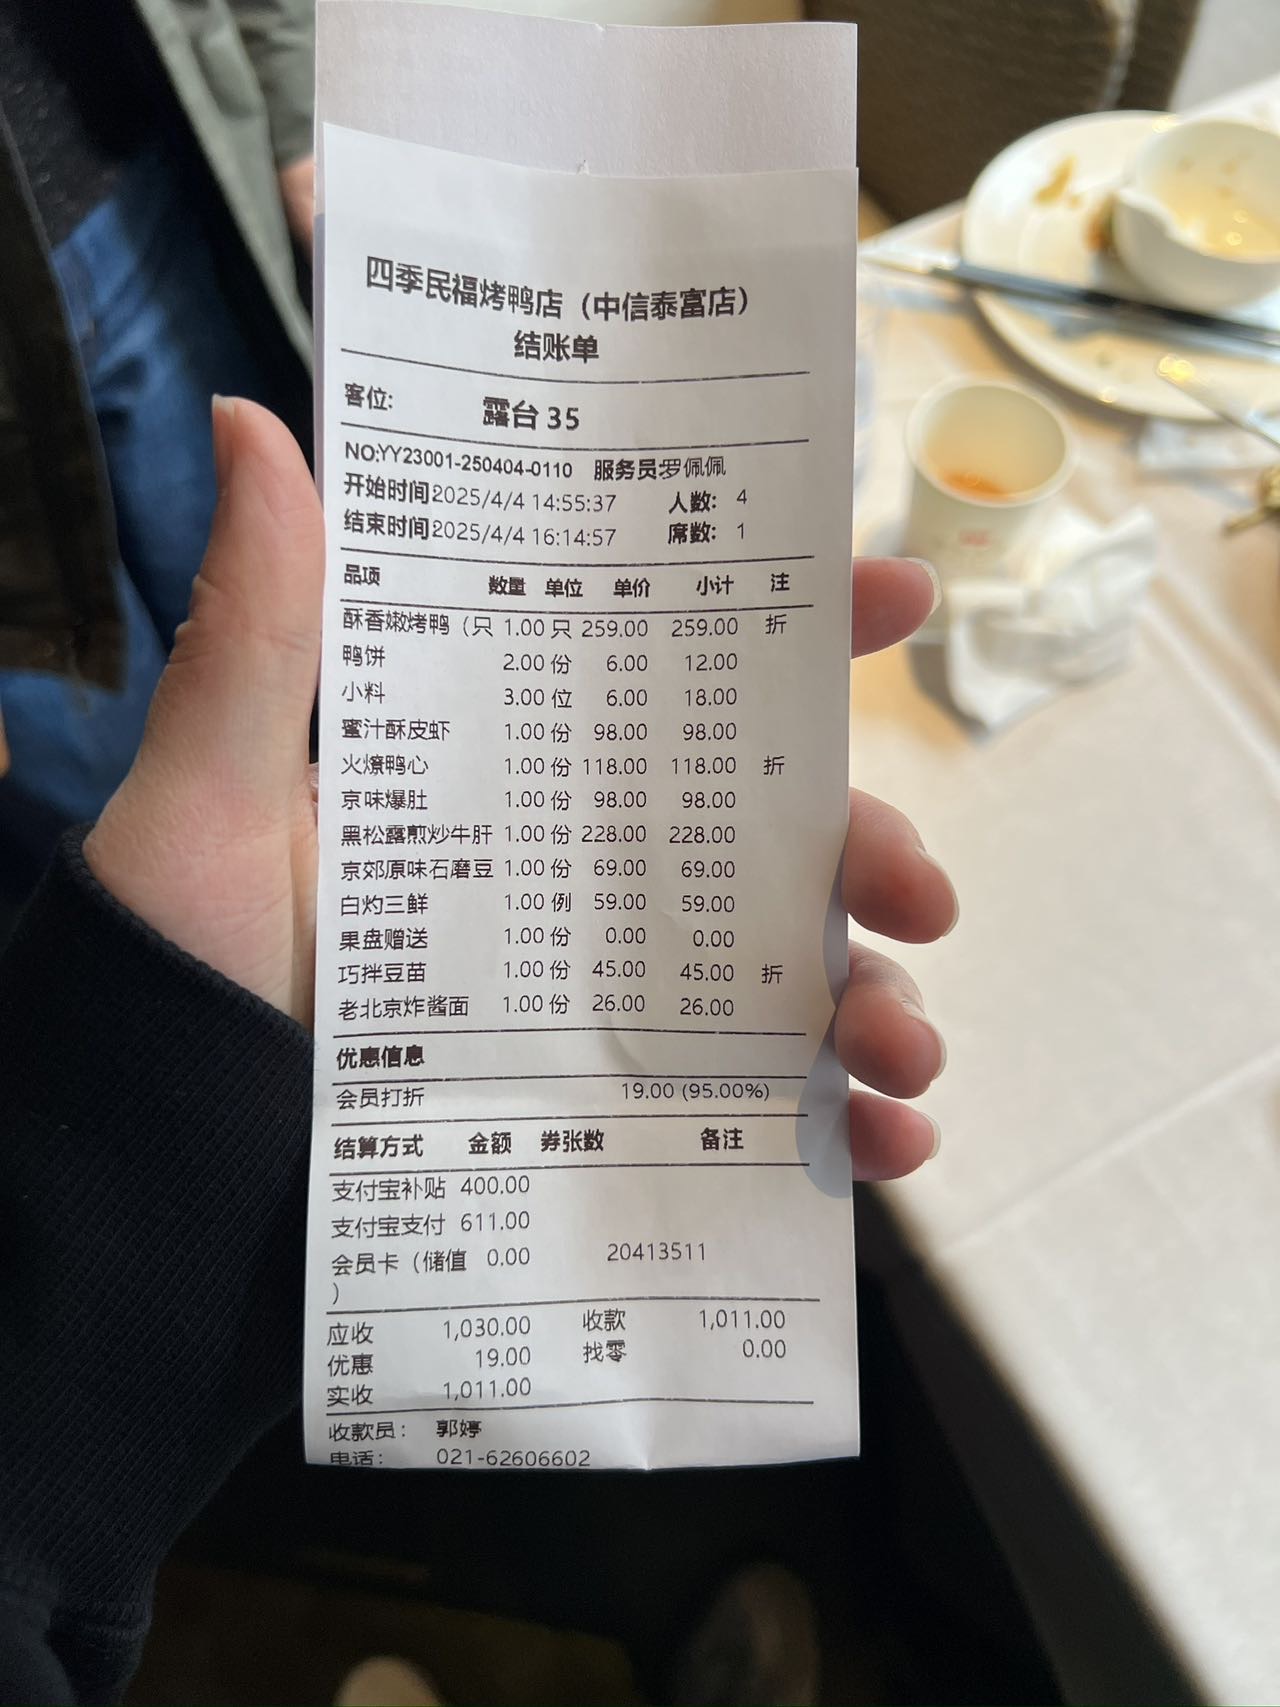 四季民福烤鸭店（中信泰富店）
结账单
客位: 露台 35
NO:YY23001-250404-0110 服务员:罗佩佩
开始时间2025/4/4 14:55:37 人数: 4
结束时间2025/4/4 16:14:57 席数: 1
品项 数量 单位 单价 小计 注
酥香嫩烤鸭（只 1.00 只 259.00 259.00 折
鸭饼 2.00 份 6.00 12.00
小料 3.00 位 6.00 18.00
蜜汁酥皮虾 1.00 份 98.00 98.00
火燎鸭心 1.00 份 118.00 118.00 折
京味爆肚 1.00 份 98.00 98.00
黑松露煎炒牛肝 1.00 份 228.00 228.00
京郊原味石磨豆 1.00 份 69.00 69.00
白灼三鲜 1.00 例 59.00 59.00
果盘赠送 1.00 份 0.00 0.00
巧拌豆苗 1.00 份 45.00 45.00 折
老北京炸酱面 1.00 份 26.00 26.00
优惠信息
会员打折 19.00 (95.00%)
结算方式 金额 券张数 备注
支付宝补贴 400.00
支付宝支付 611.00
会员卡（储值 0.00 20413511
）
应收 1,030.00 收款 1,011.00
优惠 19.00 找零 0.00
实收 1,011.00
收款员: 郭婷
电话: 021-62606602